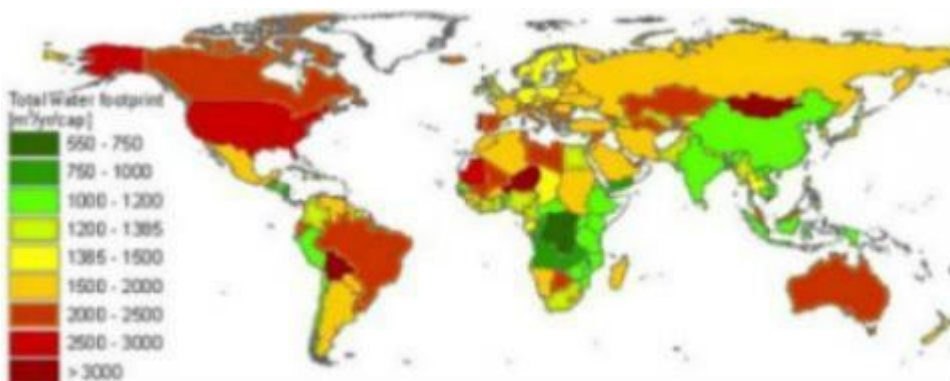 Total water footprint
[m³/yr/cap]
550 - 750
750 - 1000
1000 - 1200
1200 - 1385
1385 - 1500
1500 - 2000
2000 - 2500
2500 - 3000
> 3000